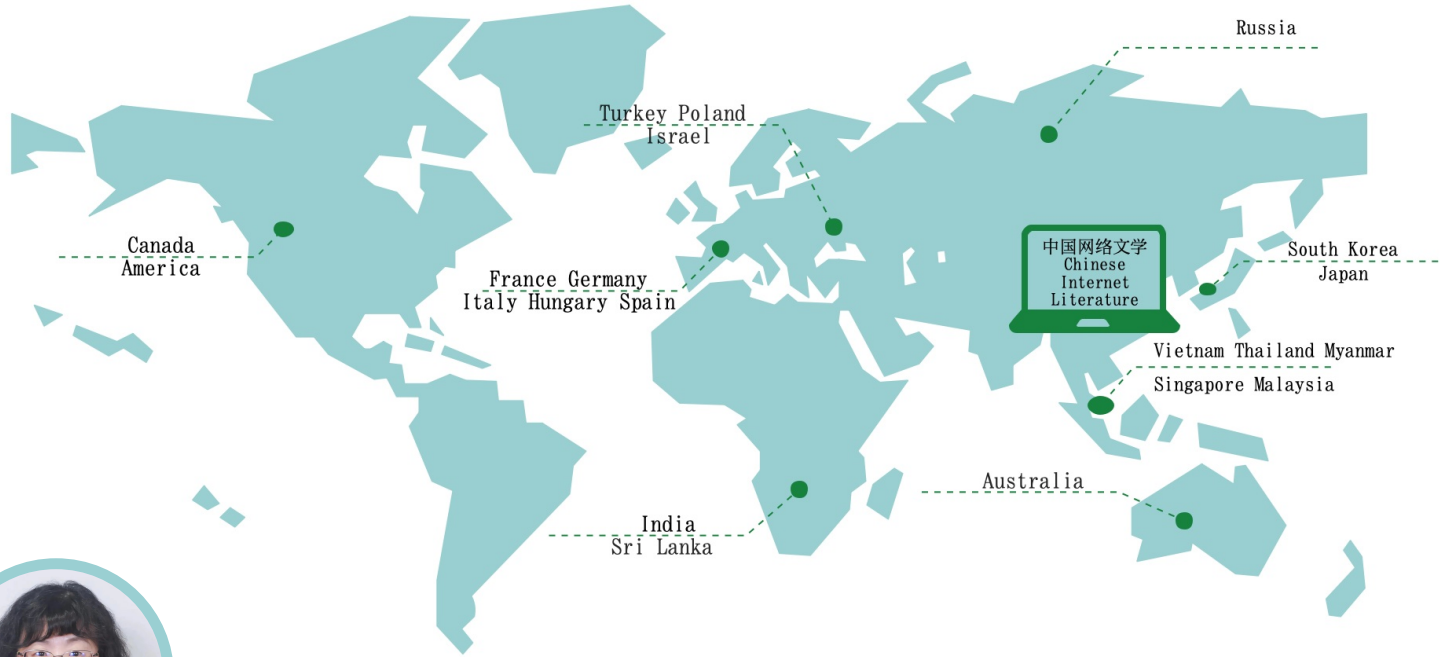 Russia
Turkey Poland
Israel
Canada
America
France Germany
Italy Hungary Spain
中国网络文学
Chinese
Internet
Literature
South Korea
Japan
Vietnam Thailand Myanmar
Singapore Malaysia
Australia
India
Sri Lanka